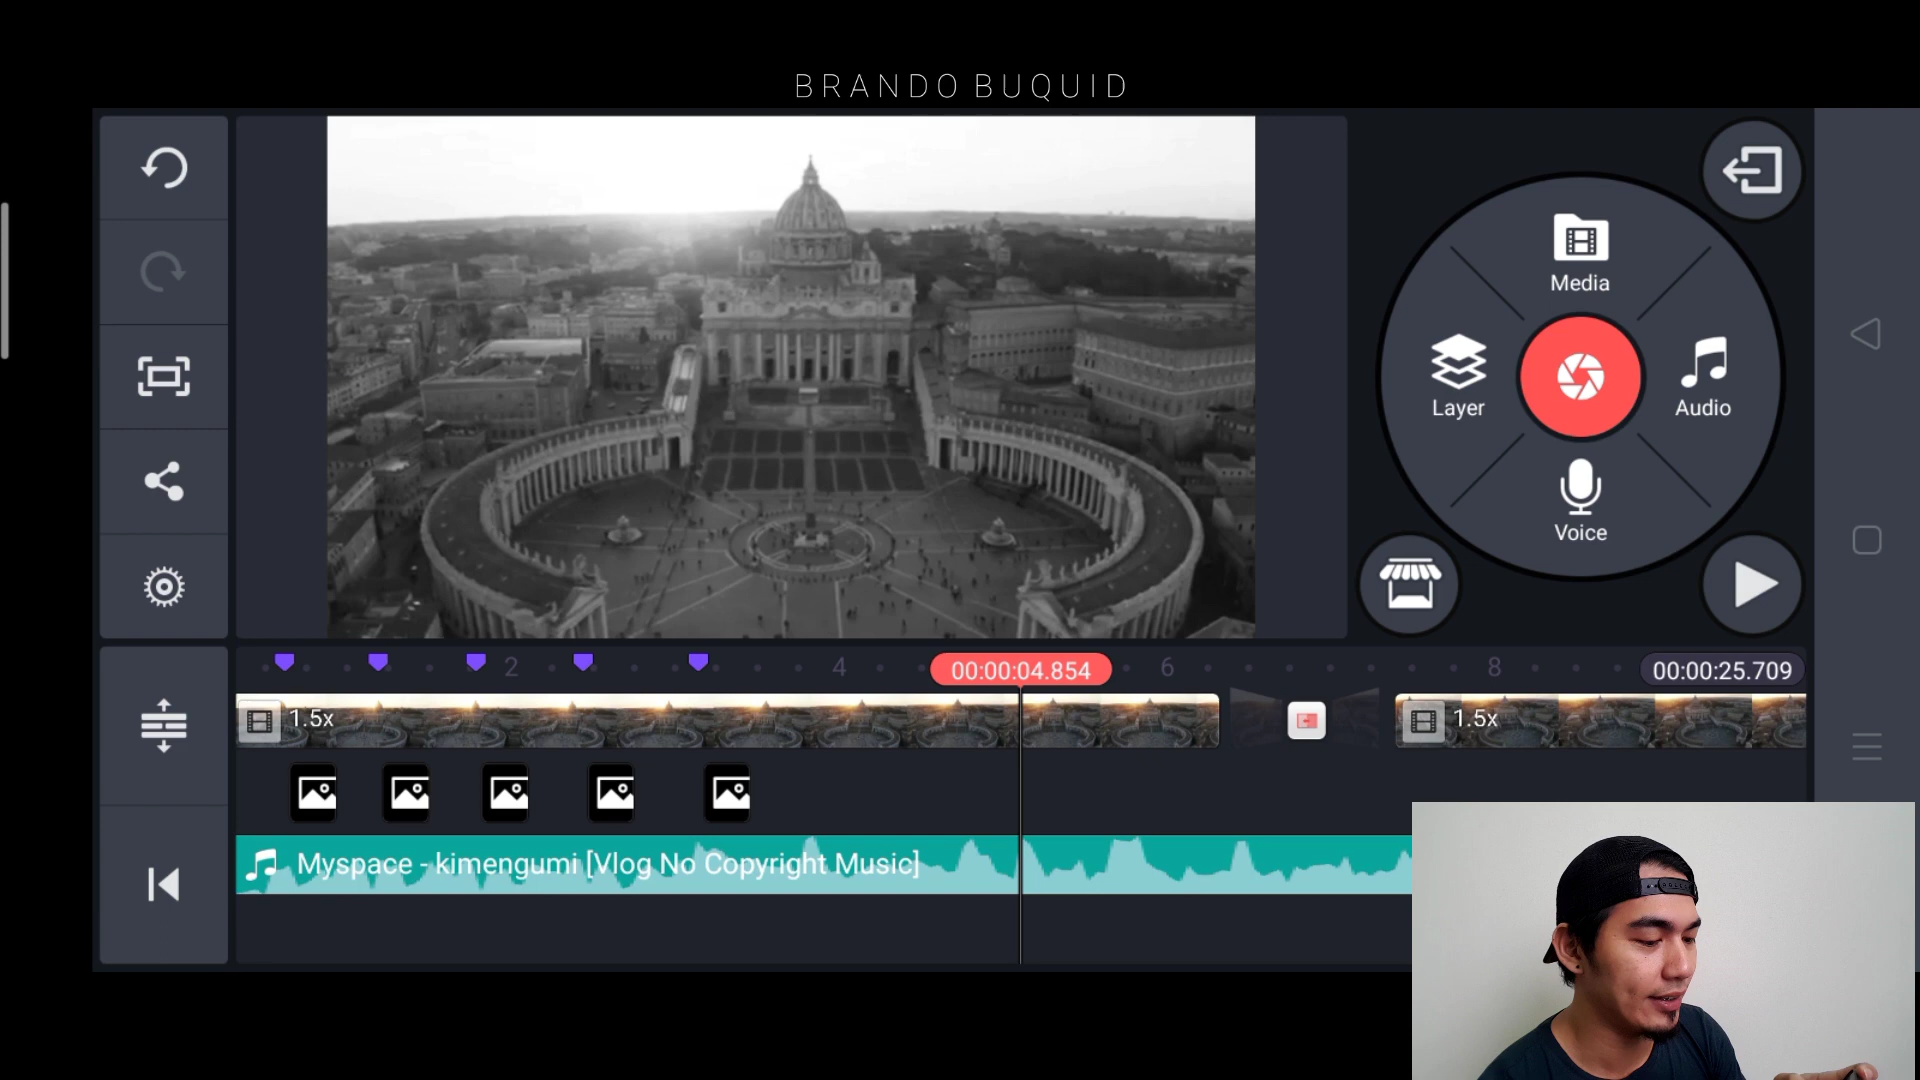 BRANDO BUQUID
Media
Layer
Audio
Voice
2
4
00:00:04.854
6
8
00:00:25.709
1.5x
1.5x
Myspace - kimengumi [Vlog No Copyright Music]